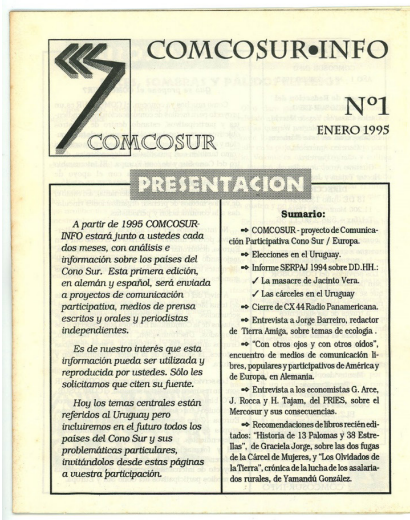 COMCOSUR•INFO
Nº1
ENERO 1995
COMCOSUR
PRESENTACION
A partir de 1995 COMCOSUR-
INFO estará junto a ustedes cada
dos meses, con análisis e
información sobre los países del
Cono Sur. Esta primera edición,
en alemán y español, será enviada
a proyectos de comunicación
participativa, medios de prensa
escritos y orales y periodistas
independientes.
Es de nuestro interés que esta
información pueda ser utilizada y
reproducida por ustedes. Sólo les
solicitamos que citen su fuente.
Hoy los temas centrales están
referidos al Uruguay pero
incluiremos en el futuro todos los
países del Cono Sur y sus
problemáticas particulares,
invitándolos desde estas páginas
a vuestra participación.
Sumario:
➾ COMCOSUR - proyecto de Comunica-
ción Participativa Cono Sur / Europa.
➾ Elecciones en el Uruguay.
➾ Informe SERPAJ 1994 sobre DD.HH.:
✓ La masacre de Jacinto Vera.
✓ Las cárceles en el Uruguay
➾ Cierre de CX 44 Radio Panamericana.
➾ Entrevista a Jorge Barreiro, redactor
de Tierra Amiga, sobre temas de ecología .
➾ "Con otros ojos y con otros oídos",
encuentro de medios de comunicación li-
bres, populares y participativos de América y
de Europa, en Alemania.
➾ Entrevista a los economistas G. Arce,
J. Rocca y H. Tajam, del PRIES, sobre el
Mercosur y sus consecuencias.
➾ Recomendaciones de libros recién edi-
tados: "Historia de 13 Palomas y 38 Estre-
llas", de Graciela Jorge, sobre las dos fugas
de la Cárcel de Mujeres, y "Los Olvidados de
la Tierra", crónica de la lucha de los asalaria-
dos rurales, de Yamandú González.